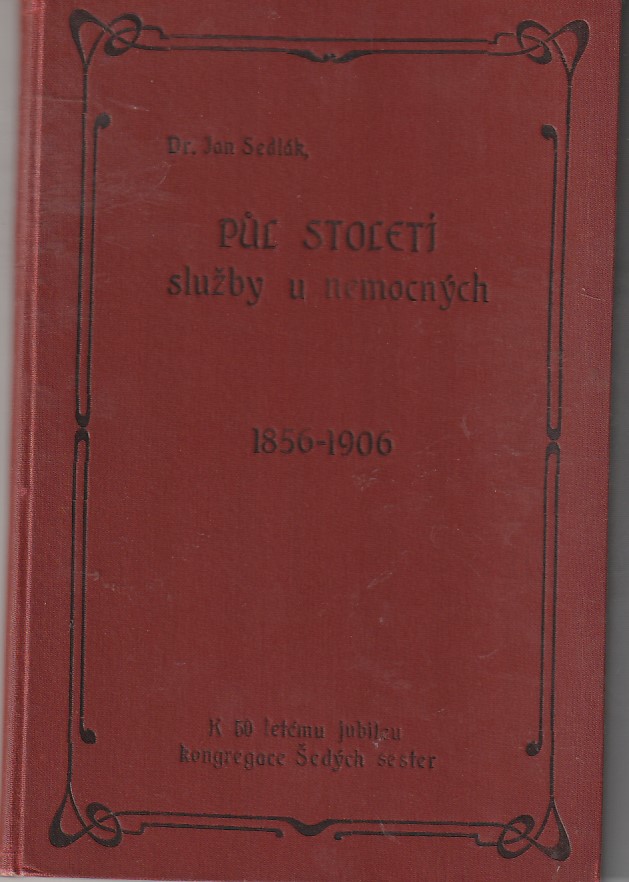 Dr. Jan Sedlák,
PŮL STOLETÍ
služby u nemocných
1856-1906
K 50 letému jubileu
kongregace Šedých sester